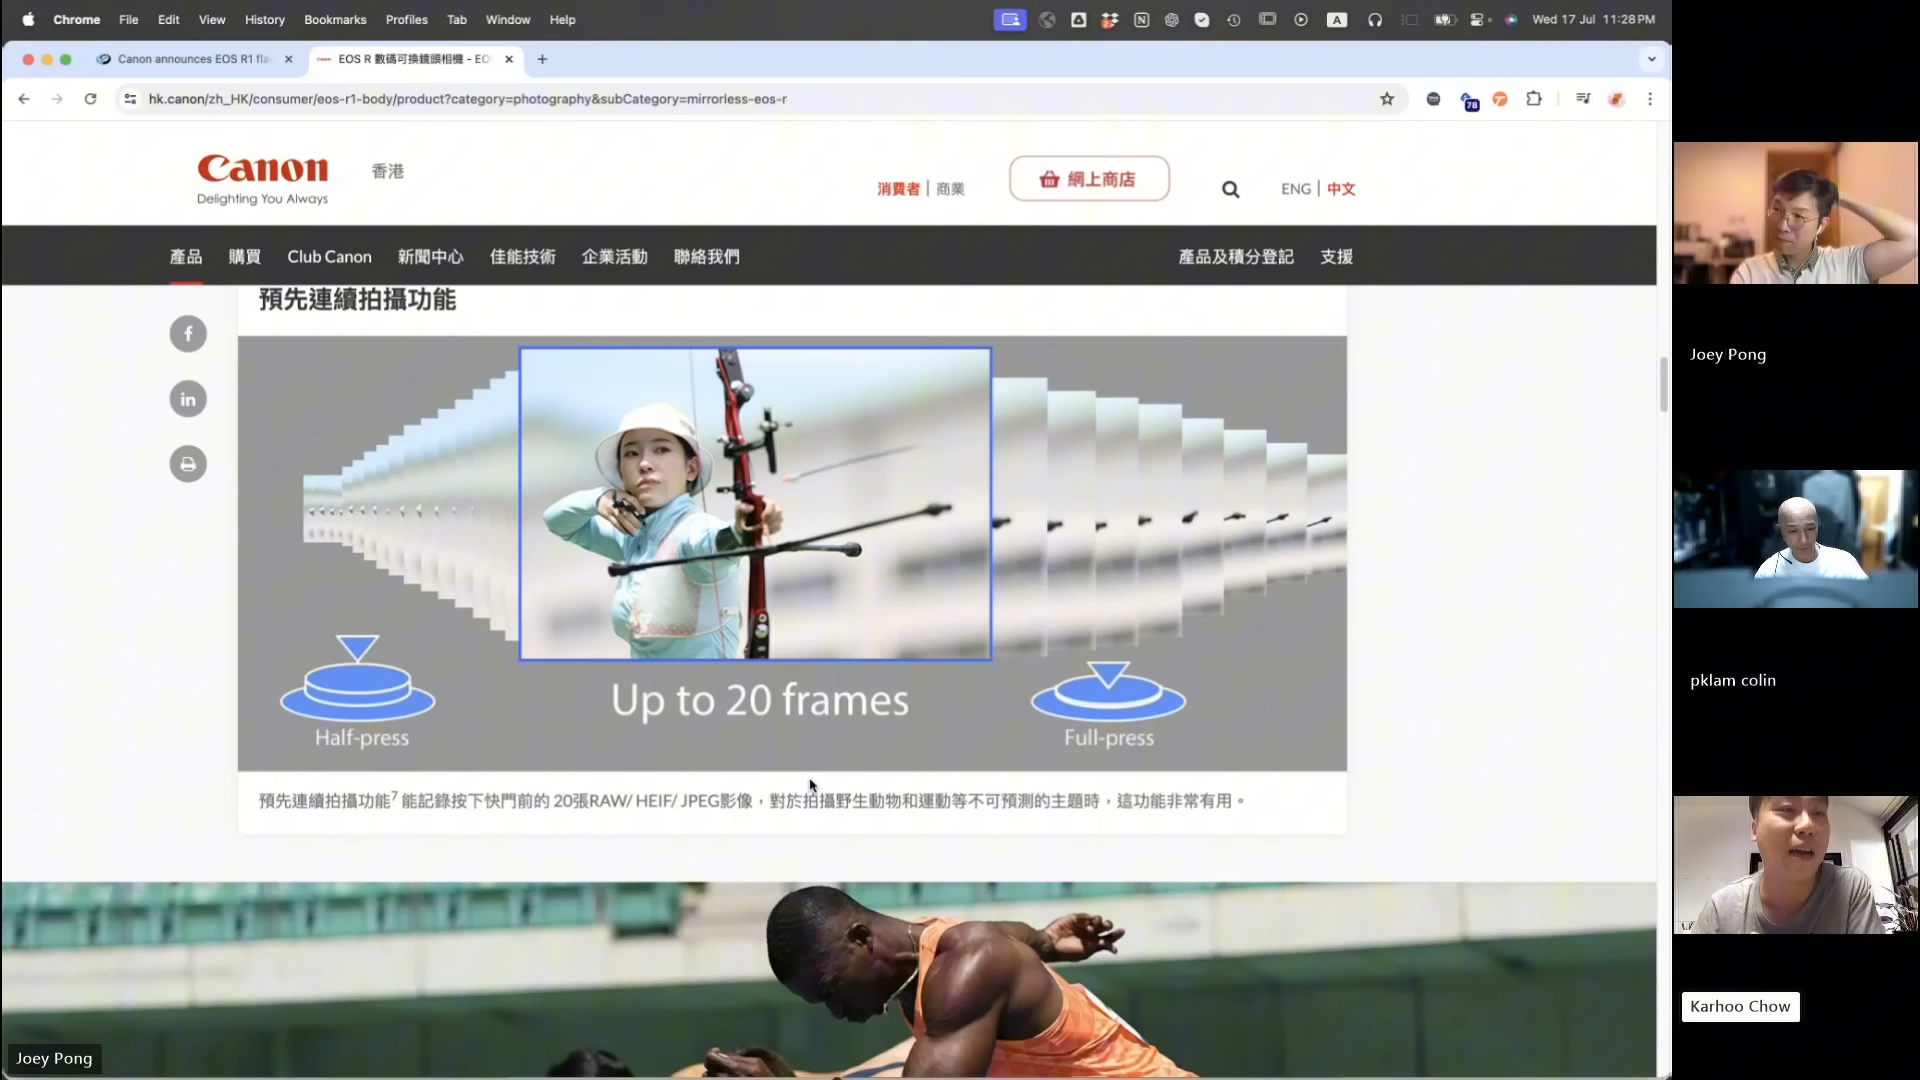 Chrome File Edit View History Bookmarks Profiles Tab Window Help
Wed 17 Jul 11:28PM
Canon announces EOS R1 fla
EOS R 數碼可換鏡頭相機 - EO
hk.canon/zh_HK/consumer/eos-r1-body/product?category=photography&subCategory=mirrorless-eos-r
78
Canon
Delighting You Always
香港
消費者 | 商業
網上商店
ENG | 中文
產品 購買 Club Canon 新聞中心 佳能技術 企業活動 聯絡我們
產品及積分登記 支援
預先連續拍攝功能
Half-press
Up to 20 frames
Full-press
預先連續拍攝功能7 能記錄按下快門前的 20張RAW/ HEIF/ JPEG影像，對於拍攝野生動物和運動等不可預測的主題時，這功能非常有用。
Joey Pong
Joey Pong
pklam colin
Karhoo Chow